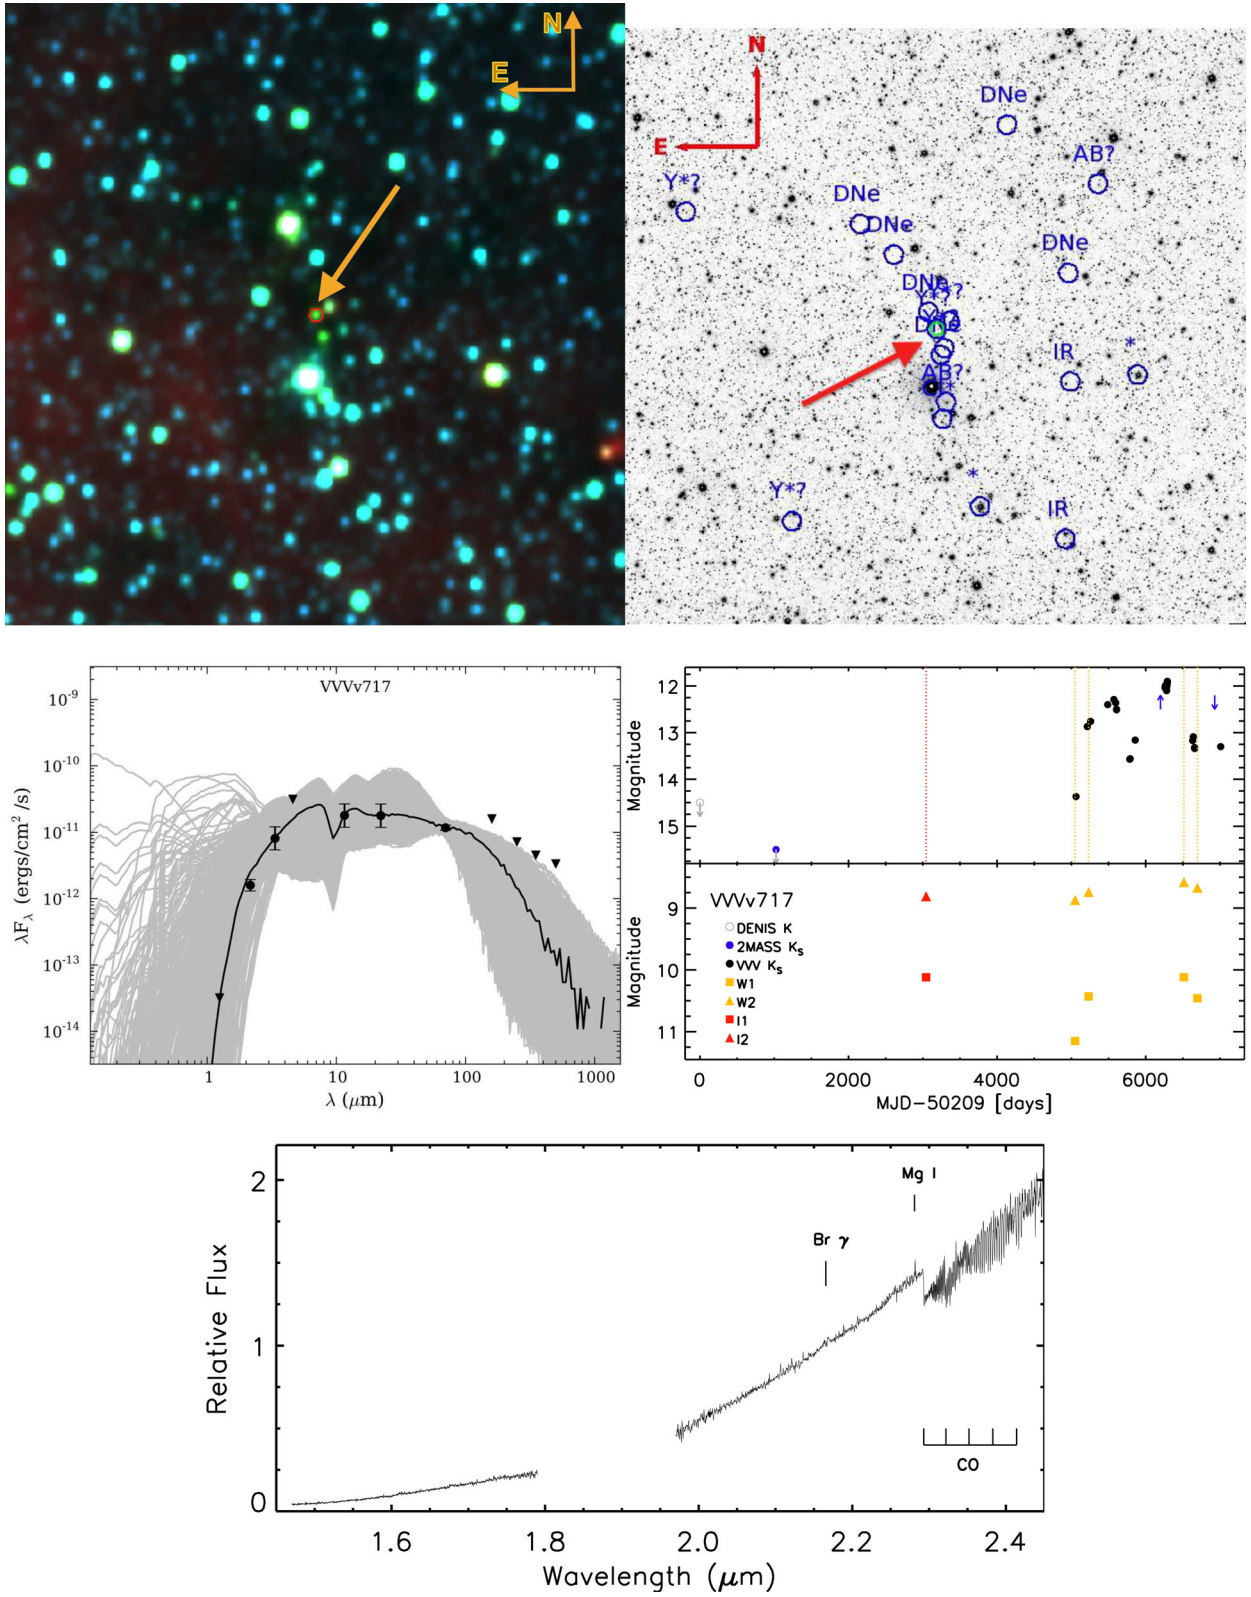 N
E
N
E
DNe
AB?
Y*?
DNe
DNe
DNe
DNe
Y*?
*?
Y*?
DNe
IR
*
AB?
*
*
Y*?
IR
VVVv717
10⁻⁹
10⁻¹⁰
10⁻¹¹
10⁻¹²
10⁻¹³
10⁻¹⁴
λF_λ (ergs/cm² /s)
1
10
100
1000
λ (μm)
12
13
14
15
Magnitude
9
10
11
Magnitude
VVVv717
DENIS K
2MASS Kₛ
VVV Kₛ
W1
W2
I1
I2
0
2000
4000
6000
MJD-50209 [days]
Mg I
Br γ
CO
2
1
0
Relative Flux
1.6
1.8
2.0
2.2
2.4
Wavelength (μm)